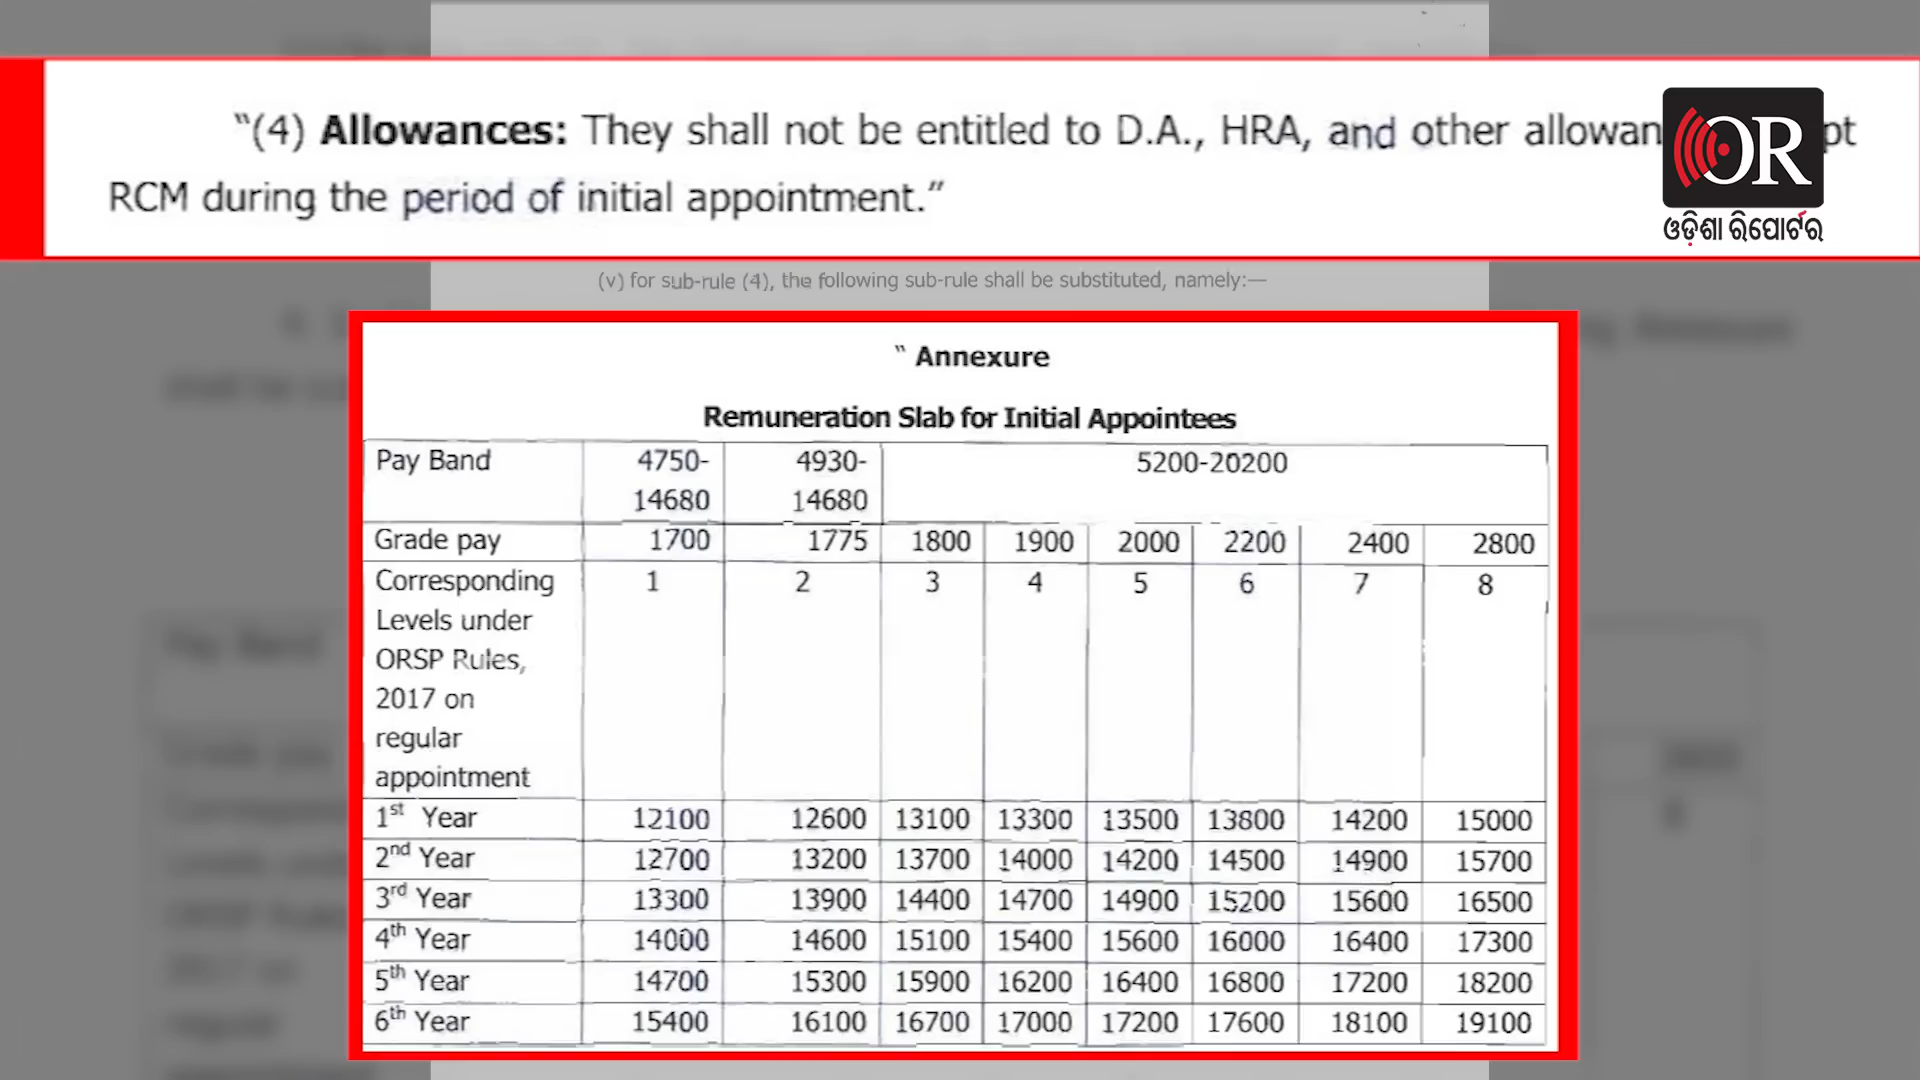 "(4) Allowances: They shall not be entitled to D.A., HRA, and other
RCM during the period of initial appointment."
OR
ଓଡ଼ିଶା ରିପୋର୍ଟର
(v) for sub-rule (4), the following sub-rule shall be substituted, namely:—
" Annexure
Remuneration Slab for Initial Appointees
Pay Band 4750-14680 4930-14680 5200-20200
Grade pay 1700 1775 1800 1900 2000 2200 2400 2800
Corresponding 1 2 3 4 5 6 7 8
Levels under
ORSP Rules,
2017 on
regular
appointment
1st Year 12100 12600 13100 13300 13500 13800 14200 15000
2nd Year 12700 13200 13700 14000 14200 14500 14900 15700
3rd Year 13300 13900 14400 14700 14900 15200 15600 16500
4th Year 14000 14600 15100 15400 15600 16000 16400 17300
5th Year 14700 15300 15900 16200 16400 16800 17200 18200
6th Year 15400 16100 16700 17000 17200 17600 18100 19100